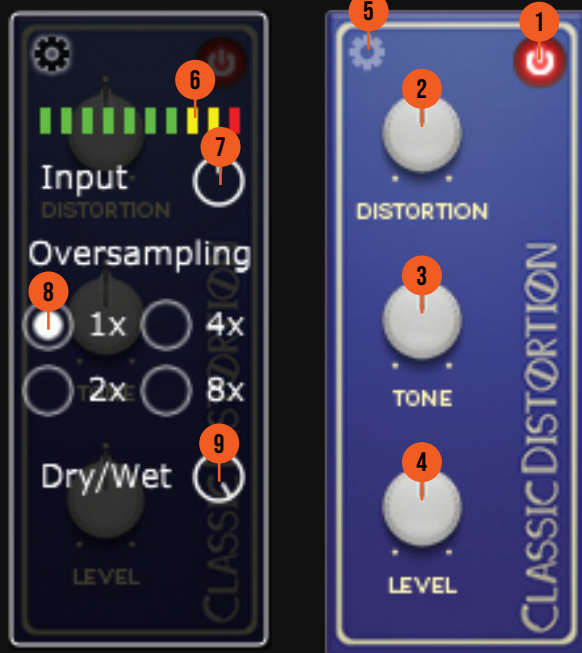 6
7
Input
DISTORTION
Oversampling
8
1x
4x
TONE
2x
8x
9
Dry/Wet
LEVEL
CLASSIC DISTORTION
5
1
2
DISTORTION
3
TONE
4
LEVEL
CLASSIC DISTORTION